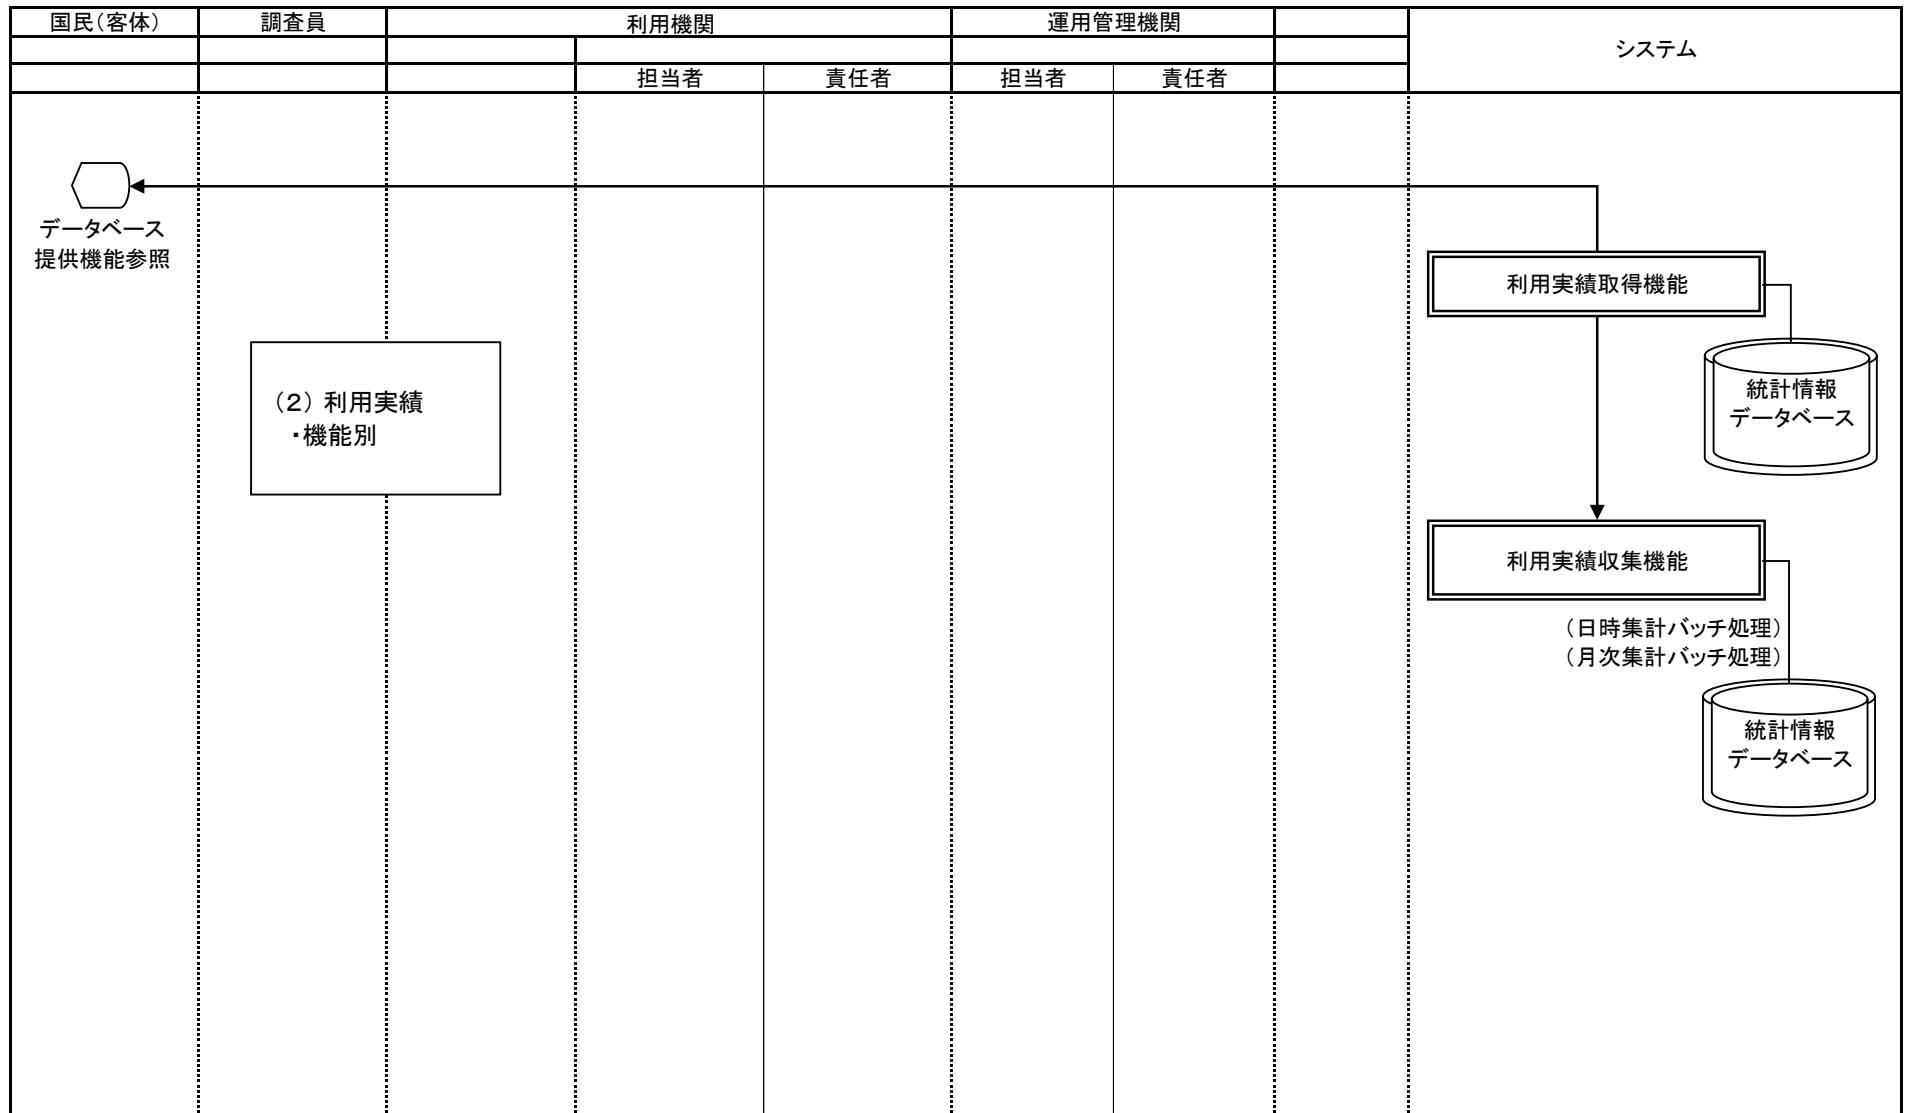 国民(客体)
調査員
利用機関
運用管理機関
システム
担当者
責任者
担当者
責任者
データベース
提供機能参照
利用実績取得機能
統計情報
データベース
（２） 利用実績
・機能別
利用実績収集機能
（日時集計バッチ処理）
（月次集計バッチ処理）
統計情報
データベース